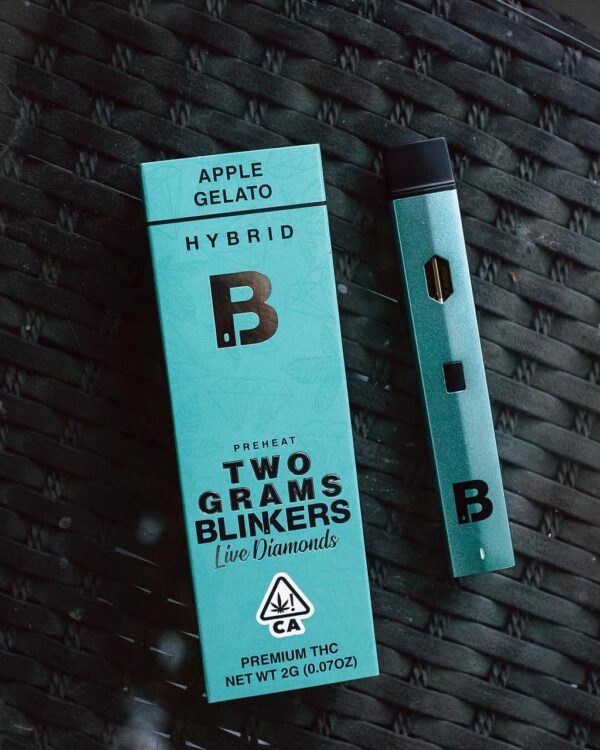 APPLE
GELATO
HYBRID
B
PREHEAT
TWO
GRAMS
BLINKERS
Live Diamonds
CA
PREMIUM THC
NET WT 2G (0.07OZ)
B